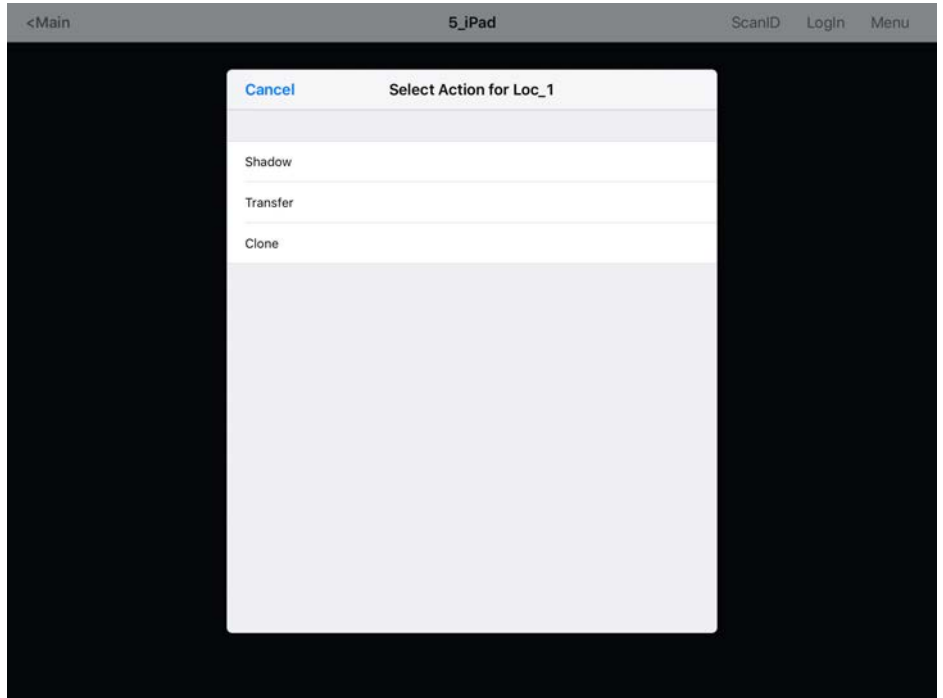 <Main 5_iPad ScanID LogIn Menu
Cancel Select Action for Loc_1
Shadow
Transfer
Clone